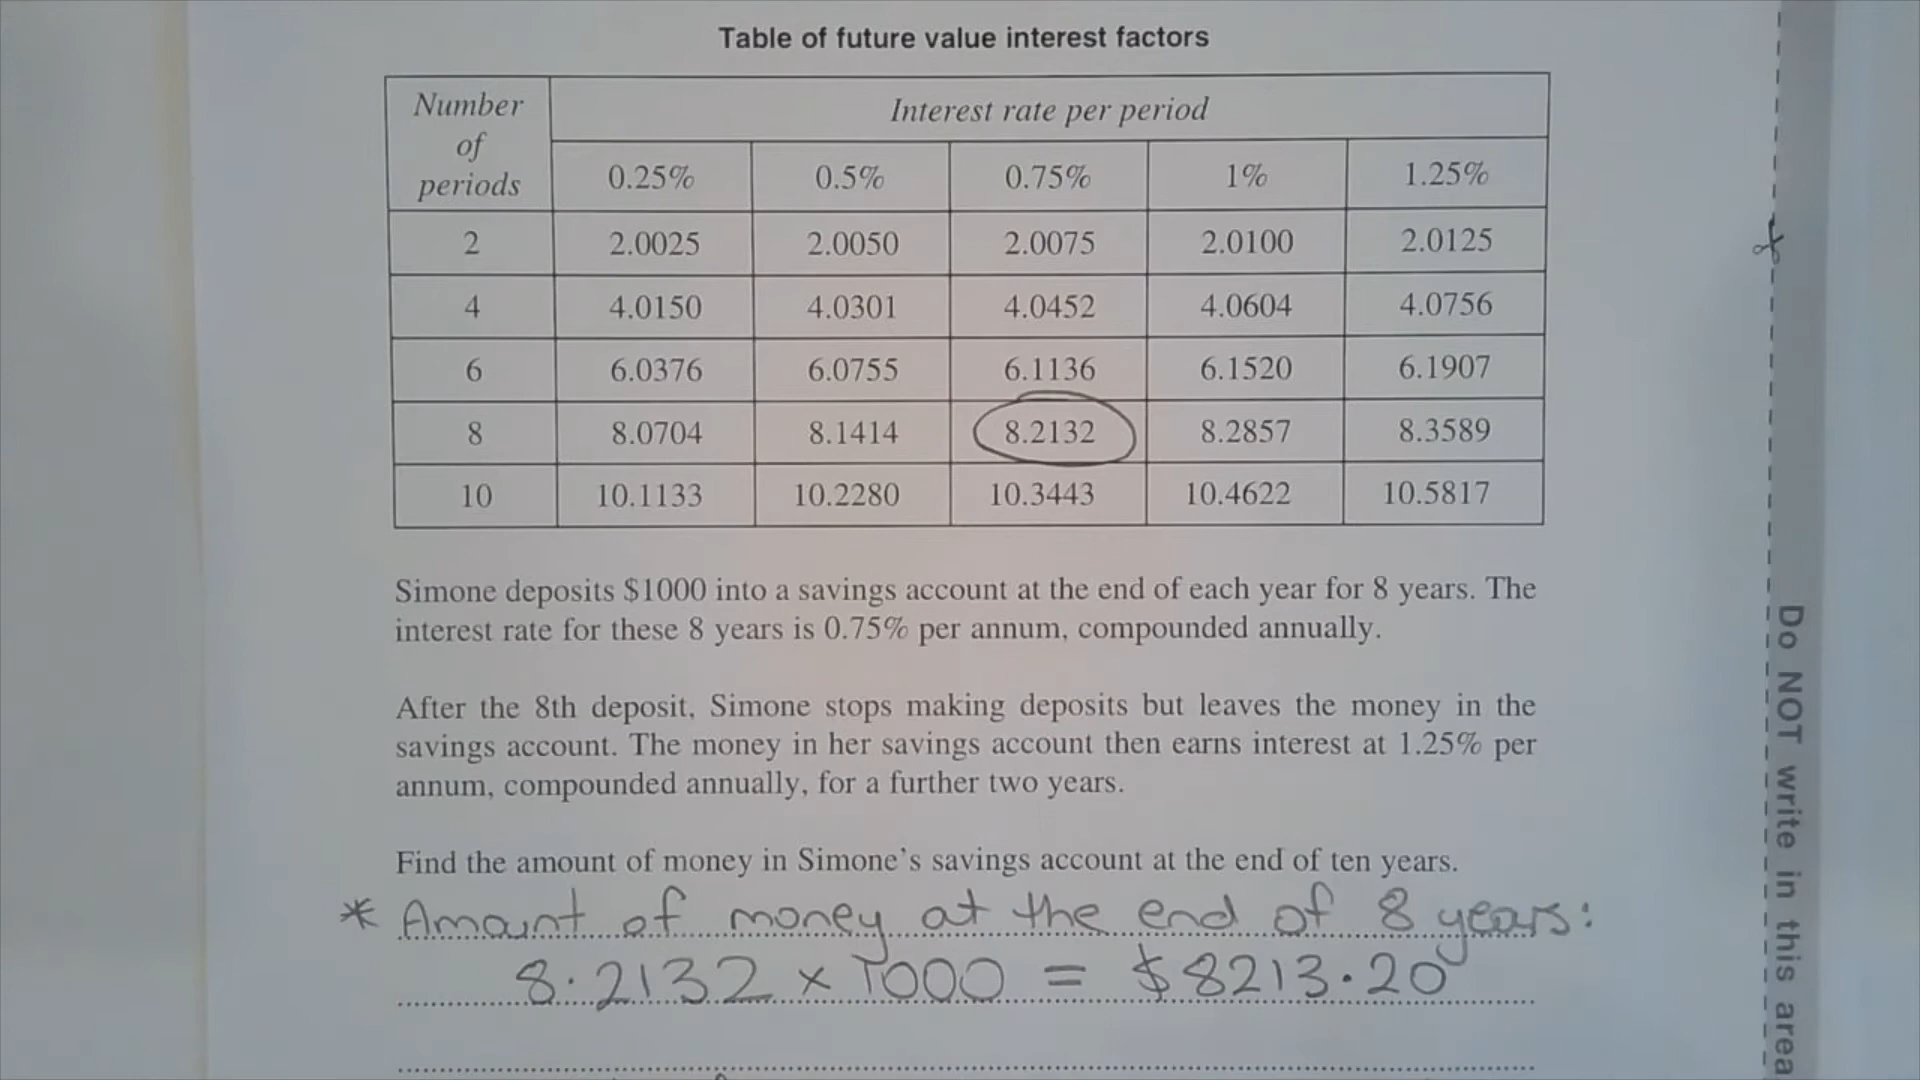 Table of future value interest factors
Number of periods Interest rate per period
0.25% 0.5% 0.75% 1% 1.25%
2 2.0025 2.0050 2.0075 2.0100 2.0125
4 4.0150 4.0301 4.0452 4.0604 4.0756
6 6.0376 6.0755 6.1136 6.1520 6.1907
8 8.0704 8.1414 8.2132 8.2857 8.3589
10 10.1133 10.2280 10.3443 10.4622 10.5817
Simone deposits $1000 into a savings account at the end of each year for 8 years. The
interest rate for these 8 years is 0.75% per annum, compounded annually.
After the 8th deposit, Simone stops making deposits but leaves the money in the
savings account. The money in her savings account then earns interest at 1.25% per
annum, compounded annually, for a further two years.
Find the amount of money in Simone's savings account at the end of ten years.
* Amount of money at the end of 8 years:
8.2132 × 1000 = $8213.20
Do NOT write in this area